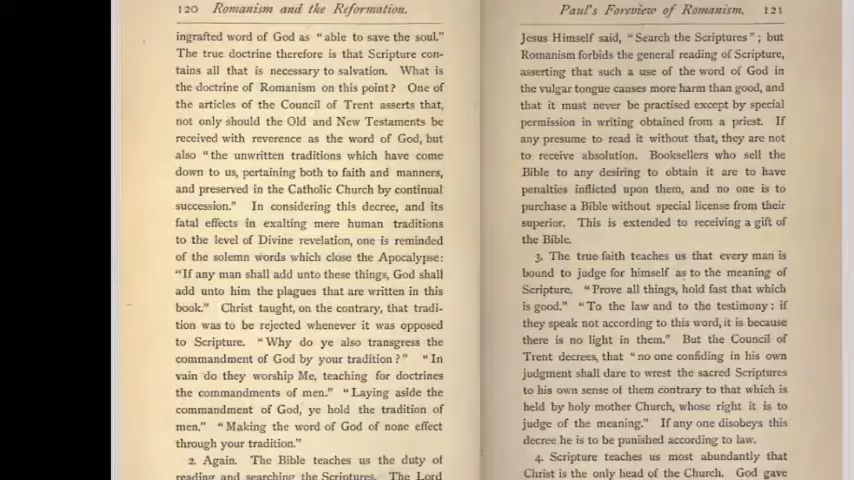 120 Romanism and the Reformation.
ingrafted word of God as "able to save the soul."
The true doctrine therefore is that Scripture con-
tains all that is necessary to salvation. What is
the doctrine of Romanism on this point? One of
the articles of the Council of Trent asserts that,
not only should the Old and New Testaments be
received with reverence as the word of God, but
also "the unwritten traditions which have come
down to us, pertaining both to faith and manners,
and preserved in the Catholic Church by continual
succession." In considering this decree, and its
fatal effects in exalting mere human traditions
to the level of Divine revelation, one is reminded
of the solemn words which close the Apocalypse:
"If any man shall add unto these things, God shall
add unto him the plagues that are written in this
book." Christ taught, on the contrary, that tradi-
tion was to be rejected whenever it was opposed
to Scripture. "Why do ye also transgress the
commandment of God by your tradition?" "In
vain do they worship Me, teaching for doctrines
the commandments of men." "Laying aside the
commandment of God, ye hold the tradition of
men." "Making the word of God of none effect
through your tradition."
2. Again. The Bible teaches us the duty of
reading and searching the Scriptures. The Lord
Paul's Foreview of Romanism. 121
Jesus Himself said, "Search the Scriptures"; but
Romanism forbids the general reading of Scripture,
asserting that such a use of the word of God in
the vulgar tongue causes more harm than good, and
that it must never be practised except by special
permission in writing obtained from a priest. If
any presume to read it without that, they are not
to receive absolution. Booksellers who sell the
Bible to any desiring to obtain it are to have
penalties inflicted upon them, and no one is to
purchase a Bible without special license from their
superior. This is extended to receiving a gift of
the Bible.
3. The true faith teaches us that every man is
bound to judge for himself as to the meaning of
Scripture. "Prove all things, hold fast that which
is good." "To the law and to the testimony: if
they speak not according to this word, it is because
there is no light in them." But the Council of
Trent decrees, that "no one confiding in his own
judgment shall dare to wrest the sacred Scriptures
to his own sense of them contrary to that which is
held by holy mother Church, whose right it is to
judge of the meaning." If any one disobeys this
decree he is to be punished according to law.
4. Scripture teaches us most abundantly that
Christ is the only head of the Church. God gave